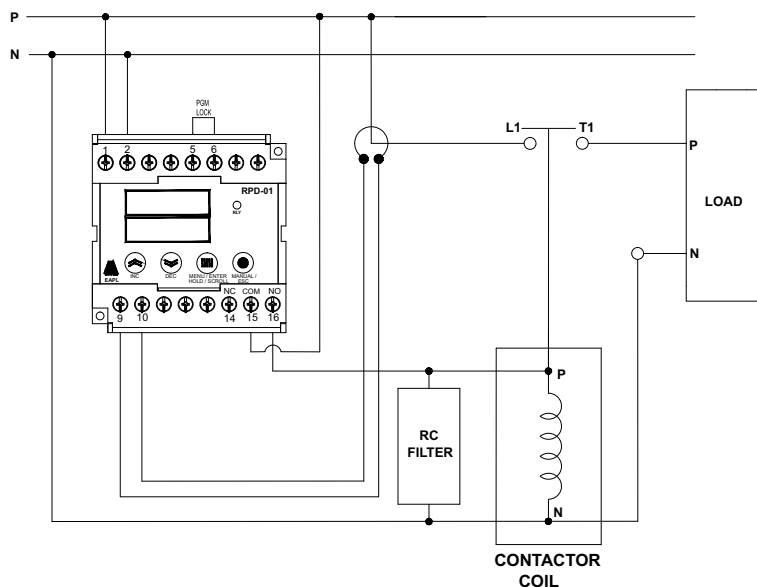 P
N
PGM
LOCK
1 2 5 6
RPD-01
RLY
EAPL
INC
DEC
MENU / ENTER
HOLD / SCROLL
MANUAL /
ESC
NC COM NO
9 10 14 15 16
L1 T1
P
LOAD
N
P
RC
FILTER
N
CONTACTOR
COIL